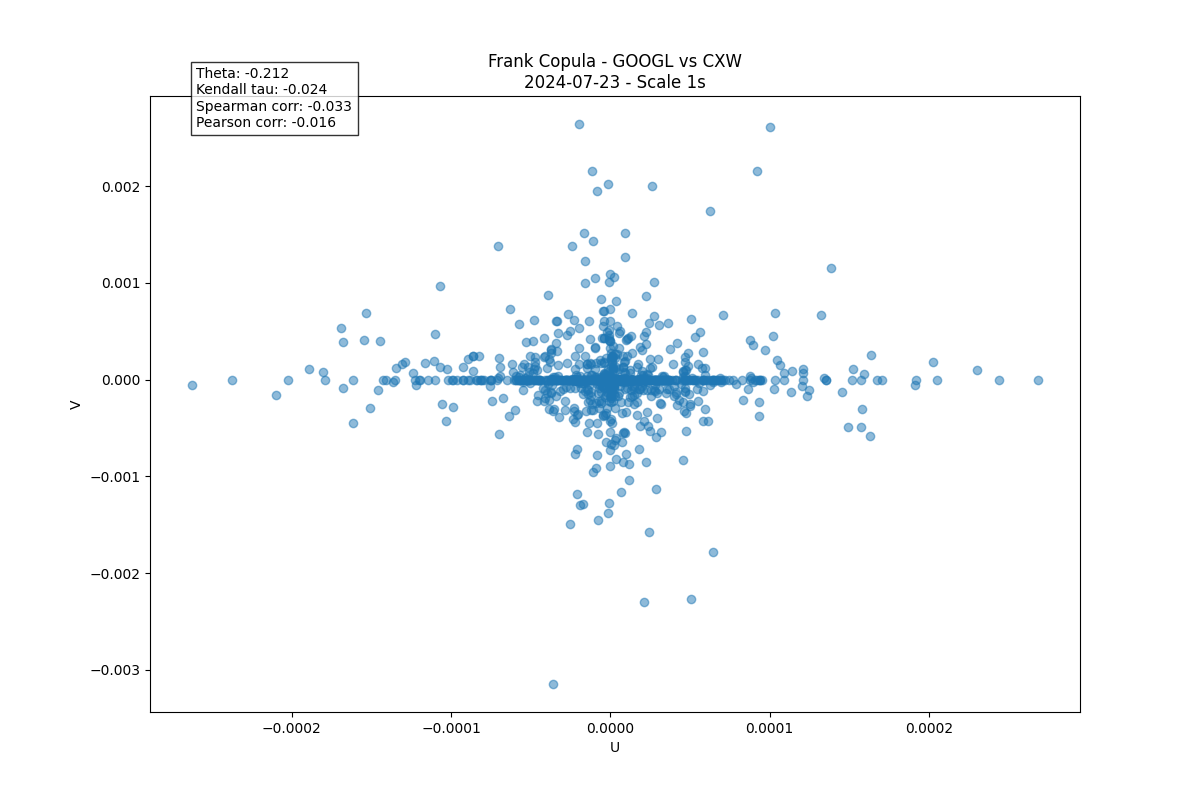 Frank Copula - GOOGL vs CXW
2024-07-23 - Scale 1s
Theta: -0.212
Kendall tau: -0.024
Spearman corr: -0.033
Pearson corr: -0.016
0.002
0.001
0.000
−0.001
−0.002
−0.003
V
−0.0002
−0.0001
0.0000
0.0001
0.0002
U